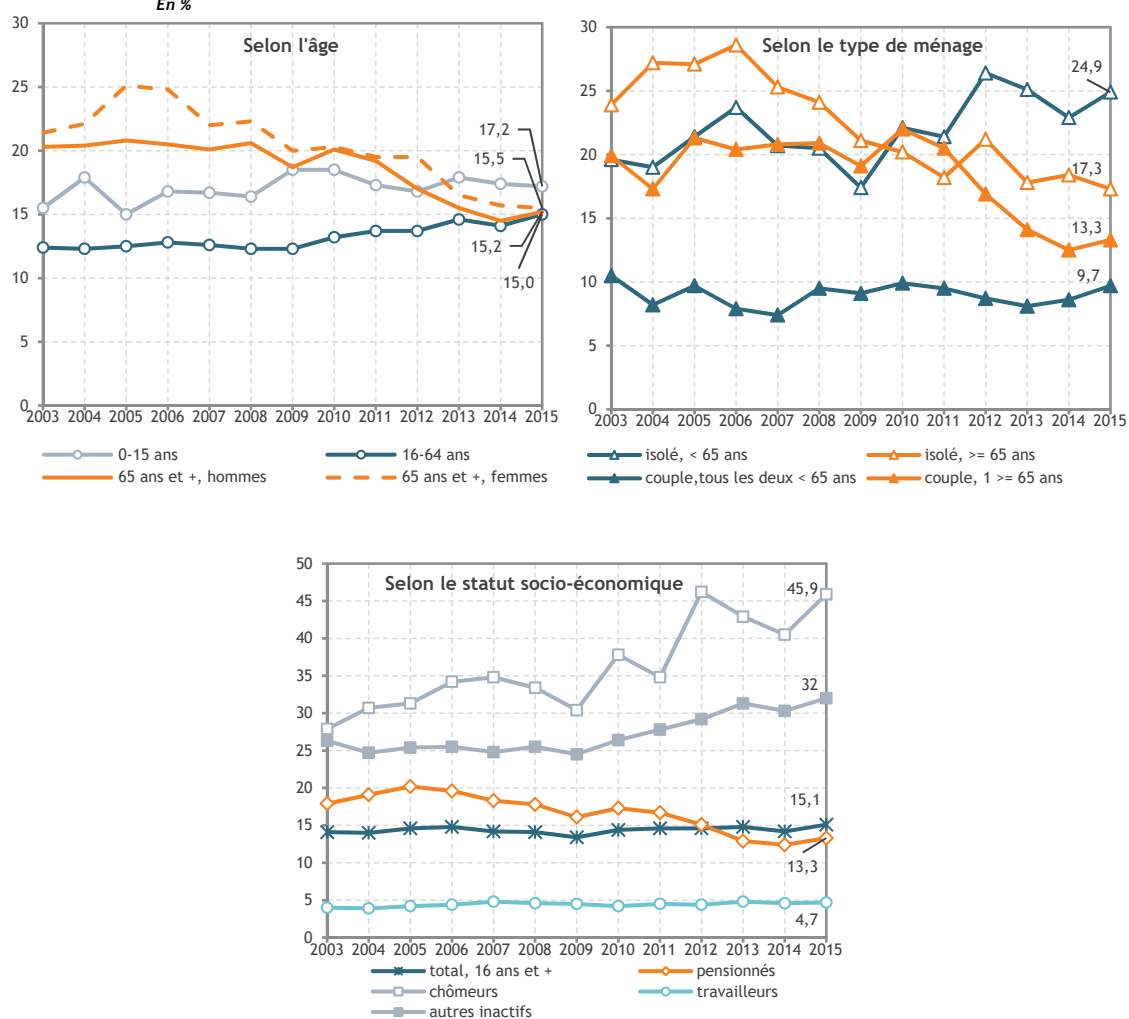 En %
Selon l'âge
30
25
20
15
10
5
0
17,2
15,5
15,2
15,0
2003 2004 2005 2006 2007 2008 2009 2010 2011 2012 2013 2014 2015
0-15 ans
16-64 ans
65 ans et +, hommes
65 ans et +, femmes
Selon le type de ménage
30
25
20
15
10
5
0
24,9
17,3
13,3
9,7
2003 2004 2005 2006 2007 2008 2009 2010 2011 2012 2013 2014 2015
isolé, < 65 ans
isolé, >= 65 ans
couple,tous les deux < 65 ans
couple, 1 >= 65 ans
Selon le statut socio-économique
50
45
40
35
30
25
20
15
10
5
0
45,9
32
15,1
13,3
4,7
2003 2004 2005 2006 2007 2008 2009 2010 2011 2012 2013 2014 2015
total, 16 ans et +
pensionnés
chômeurs
travailleurs
autres inactifs